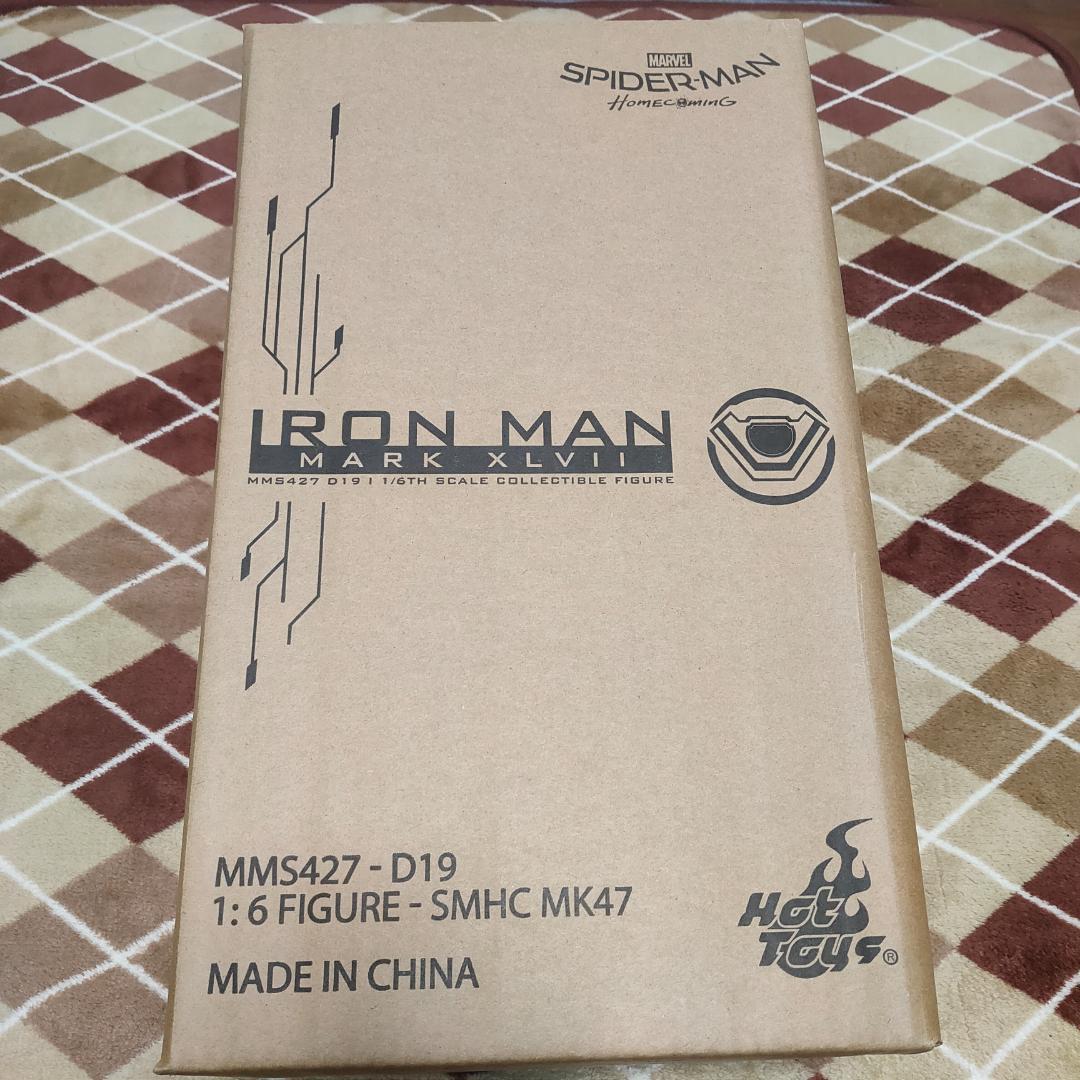 MARVEL
SPIDER-MAN
HOMECOMING
IRON MAN
MARK XLVII
MMS427 D19 | 1/6TH SCALE COLLECTIBLE FIGURE
MMS427 - D19
1: 6 FIGURE - SMHC MK47
MADE IN CHINA
Hot
Toys®